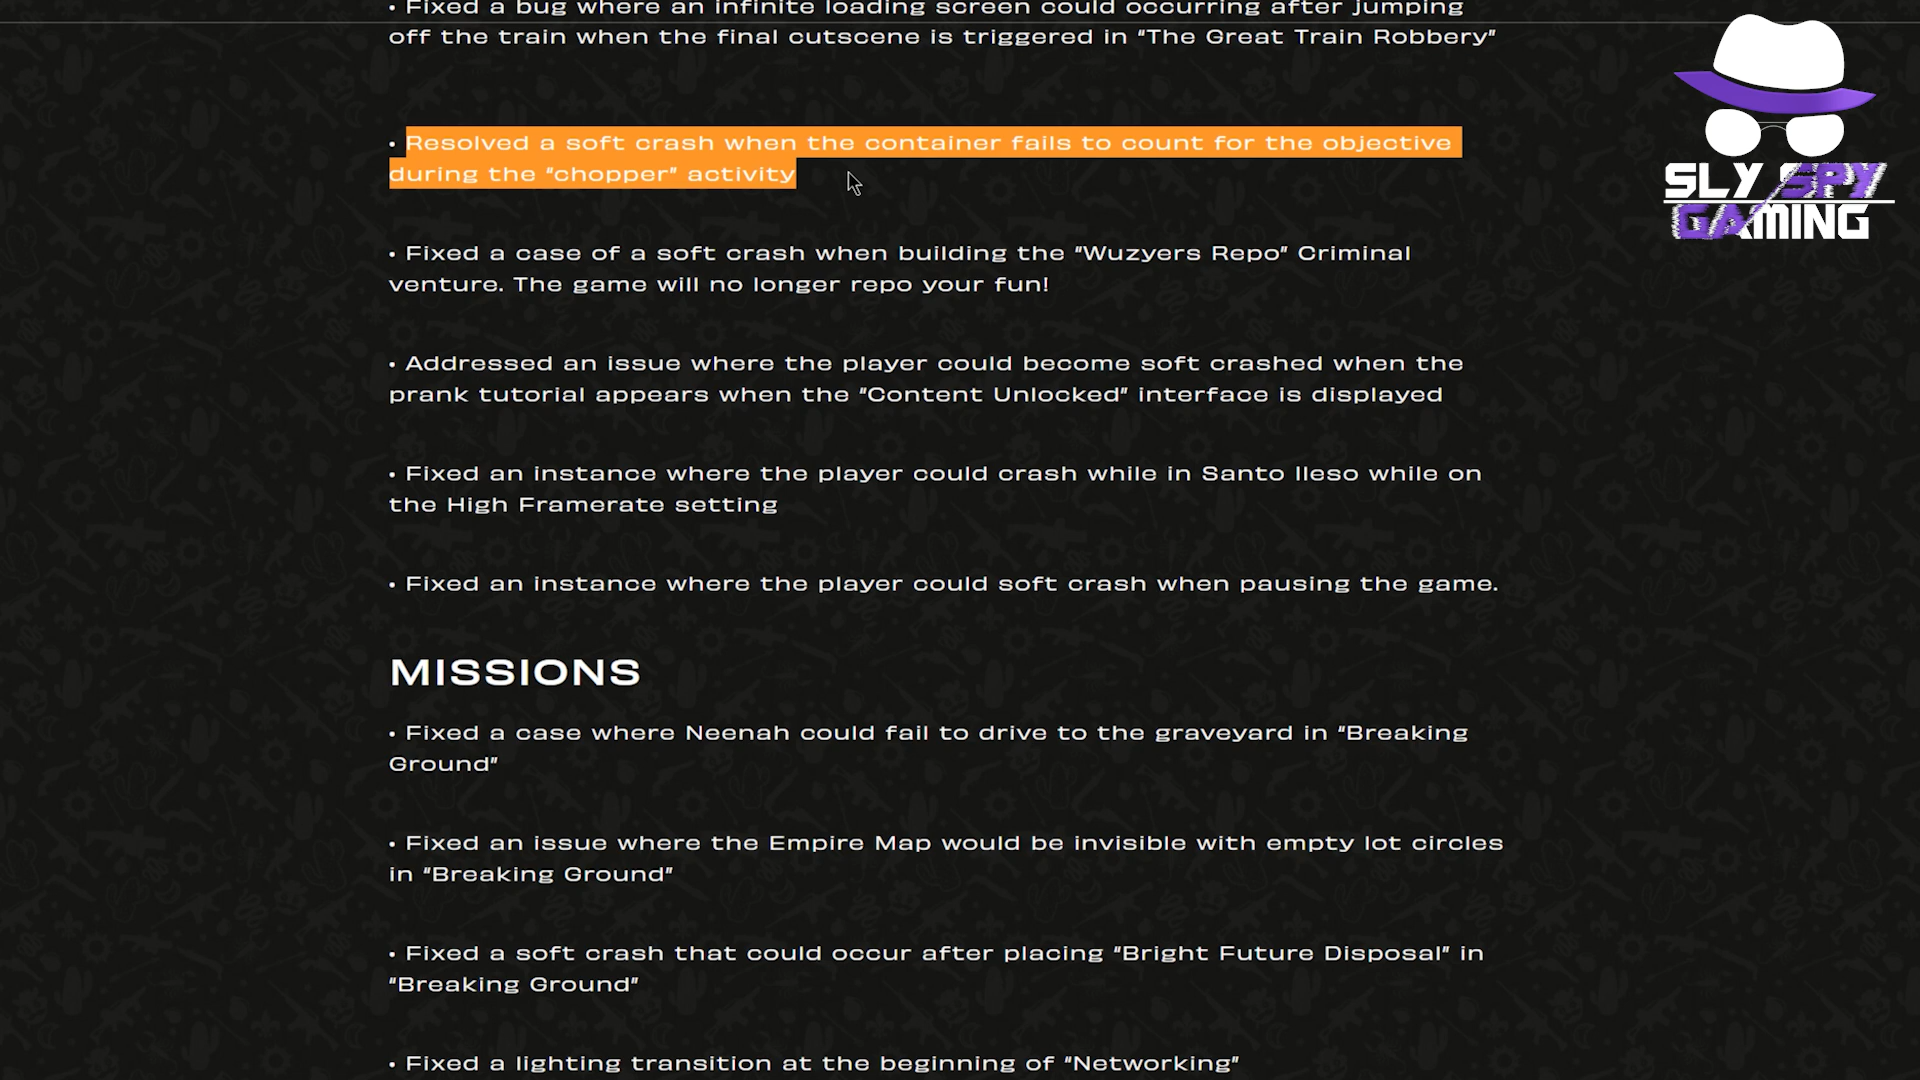 • Fixed a bug where an infinite loading screen could occurring after jumping
off the train when the final cutscene is triggered in “The Great Train Robbery”
• Resolved a soft crash when the container fails to count for the objective
during the “chopper” activity
• Fixed a case of a soft crash when building the “Wuzyers Repo” Criminal
venture. The game will no longer repo your fun!
• Addressed an issue where the player could become soft crashed when the
prank tutorial appears when the “Content Unlocked” interface is displayed
• Fixed an instance where the player could crash while in Santo Ileso while on
the High Framerate setting
• Fixed an instance where the player could soft crash when pausing the game.
MISSIONS
• Fixed a case where Neenah could fail to drive to the graveyard in “Breaking
Ground”
• Fixed an issue where the Empire Map would be invisible with empty lot circles
in “Breaking Ground”
• Fixed a soft crash that could occur after placing “Bright Future Disposal” in
“Breaking Ground”
• Fixed a lighting transition at the beginning of “Networking”
SLY SPY
GAMING